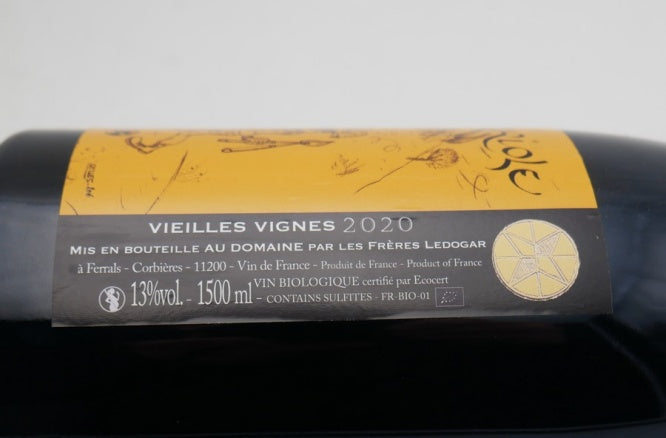 VIEILLES VIGNES 2020
MIS EN BOUTEILLE AU DOMAINE PAR LES FRÈRES LEDOGAR
à Ferrals - Corbières - 11200 - Vin de France - Produit de France - Product of France
13%vol. - 1500 ml - VIN BIOLOGIQUE certifié par Ecocert
CONTAINS SULFITES - FR-BIO-01